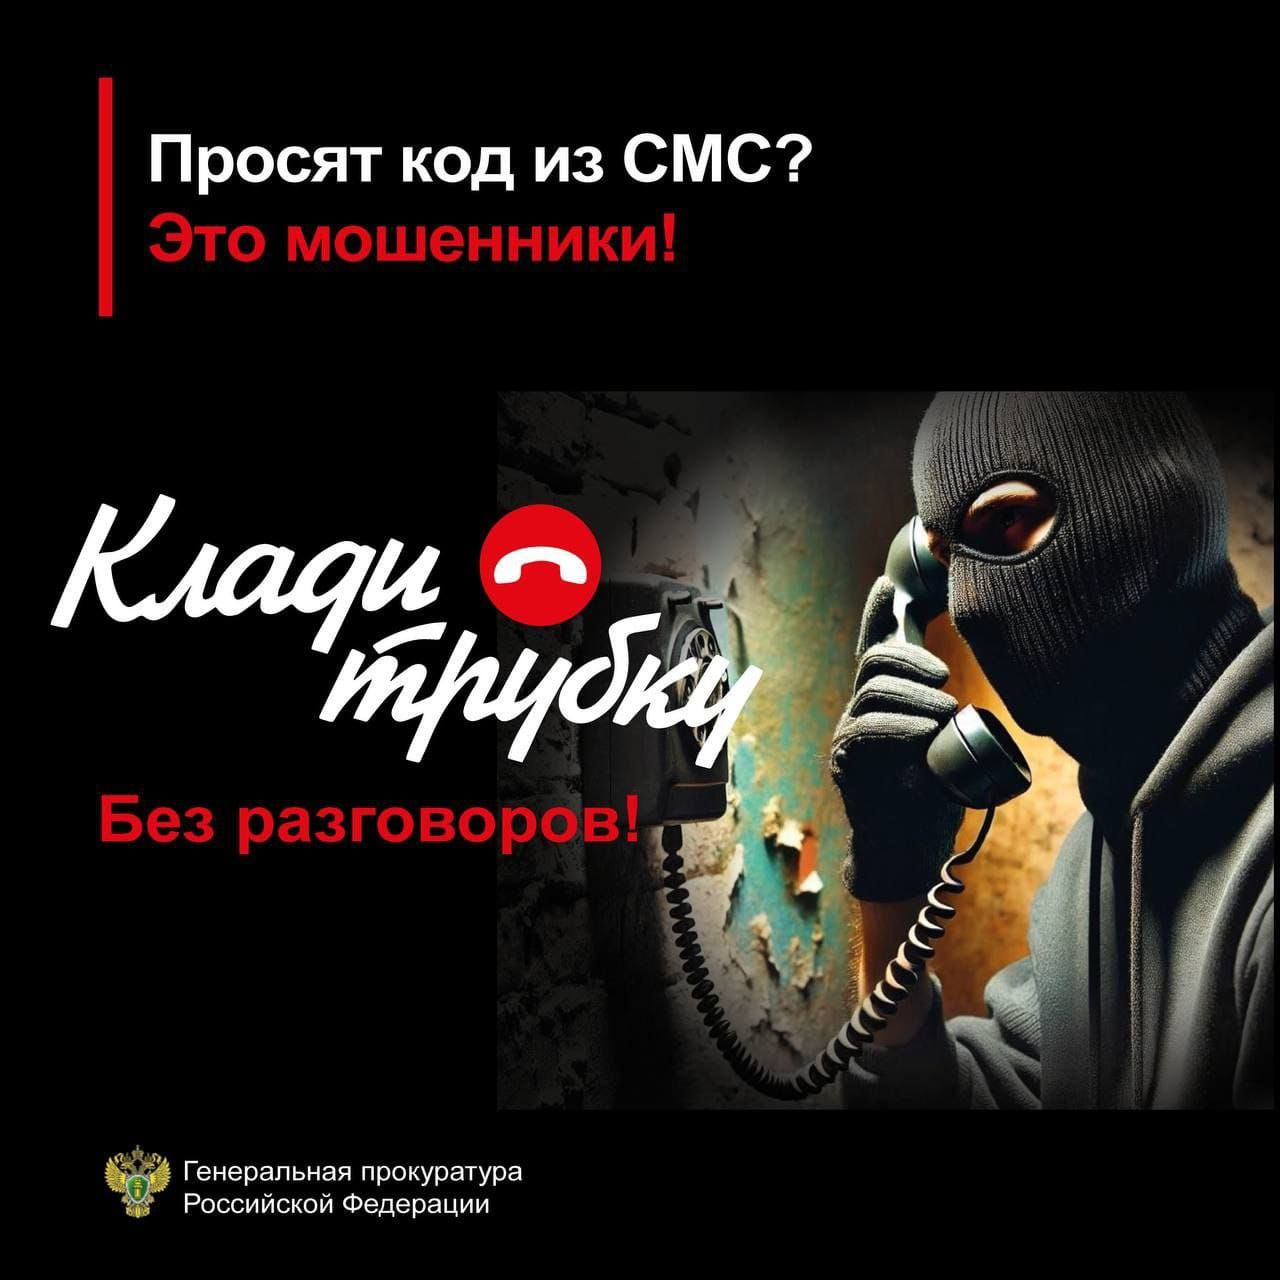 Просят код из СМС?
Это мошенники!
Клади
трубку
Без разговоров!
Генеральная прокуратура
Российской Федерации